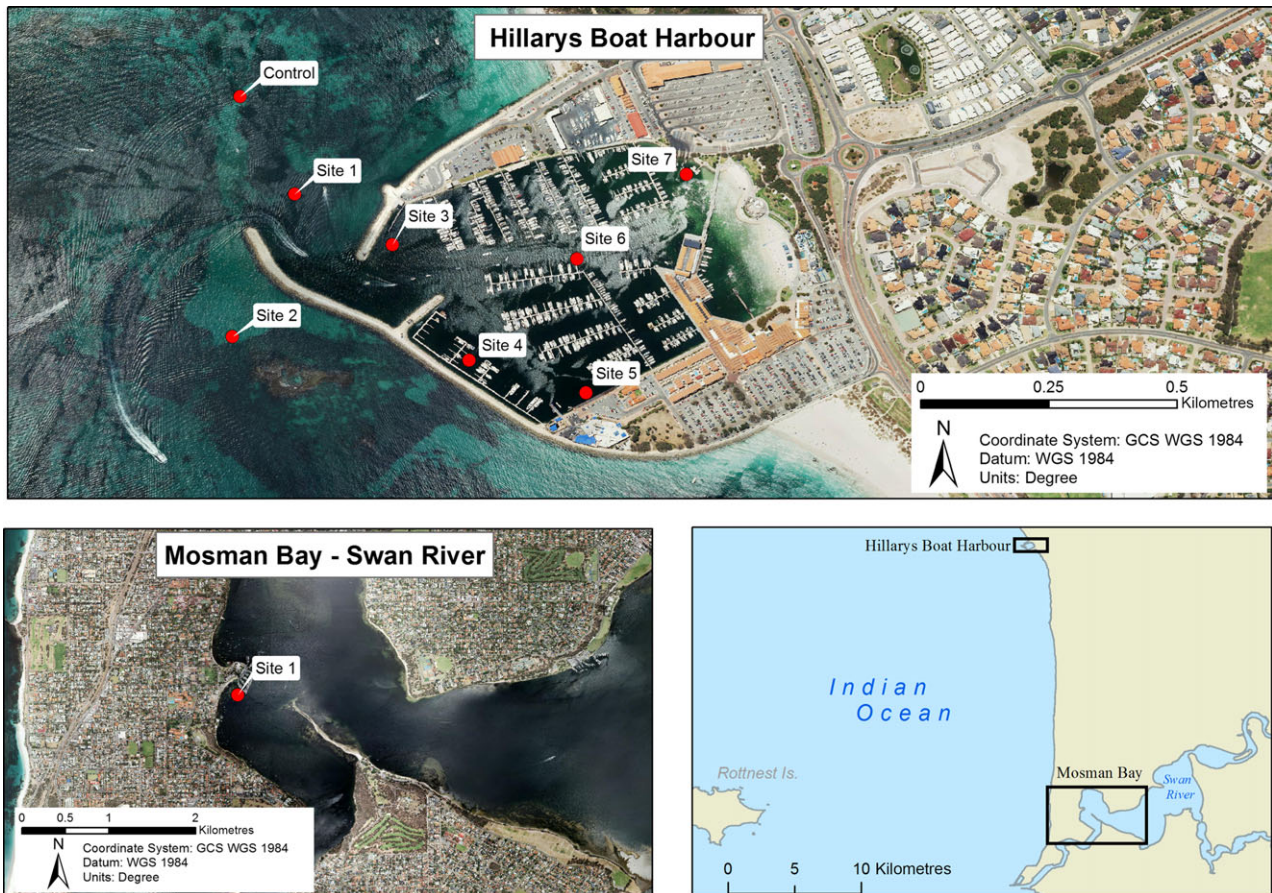 Hillarys Boat Harbour
Control
Site 1
Site 7
Site 3
Site 6
Site 2
Site 4
Site 5
0 0.25 0.5
Kilometres
N
Coordinate System: GCS WGS 1984
Datum: WGS 1984
Units: Degree
Mosman Bay - Swan River
Site 1
0 0.5 1 2
Kilometres
N
Coordinate System: GCS WGS 1984
Datum: WGS 1984
Units: Degree
Hillarys Boat Harbour
Indian
Ocean
Rottnest Is.
Mosman Bay
Swan
River
0 5 10 Kilometres